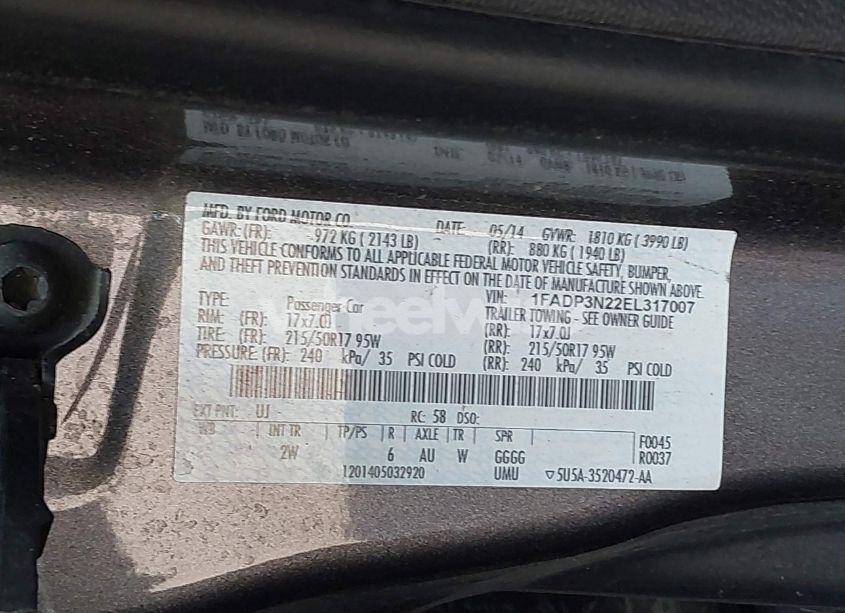 MFD. BY FORD MOTOR CO. DATE: 05/14 GVWR: 1810 KG ( 3990 LB)
GAWR: (FR): 972 KG ( 2143 LB) (RR): 880 KG ( 1940 LB)
THIS VEHICLE CONFORMS TO ALL APPLICABLE FEDERAL MOTOR VEHICLE SAFETY, BUMPER,
AND THEFT PREVENTION STANDARDS IN EFFECT ON THE DATE OF MANUFACTURE SHOWN ABOVE.
VIN: 1FADP3N22EL317007
TYPE: Passenger Car TRAILER TOWING - SEE OWNER GUIDE
RIM: (FR): 17x7.0J (RR): 17x7.0J
TIRE: (FR): 215/50R17 95W (RR): 215/50R17 95W
PRESSURE: (FR): 240 kPa/ 35 PSI COLD (RR): 240 kPa/ 35 PSI COLD
EXT PNT: UJ RC: 58 DSO:
WB INT TR TP/PS R AXLE TR SPR F0045
2W 6 AU W GGGG R0037
1201405032920 UMU ▽5U5A-3520472-AA